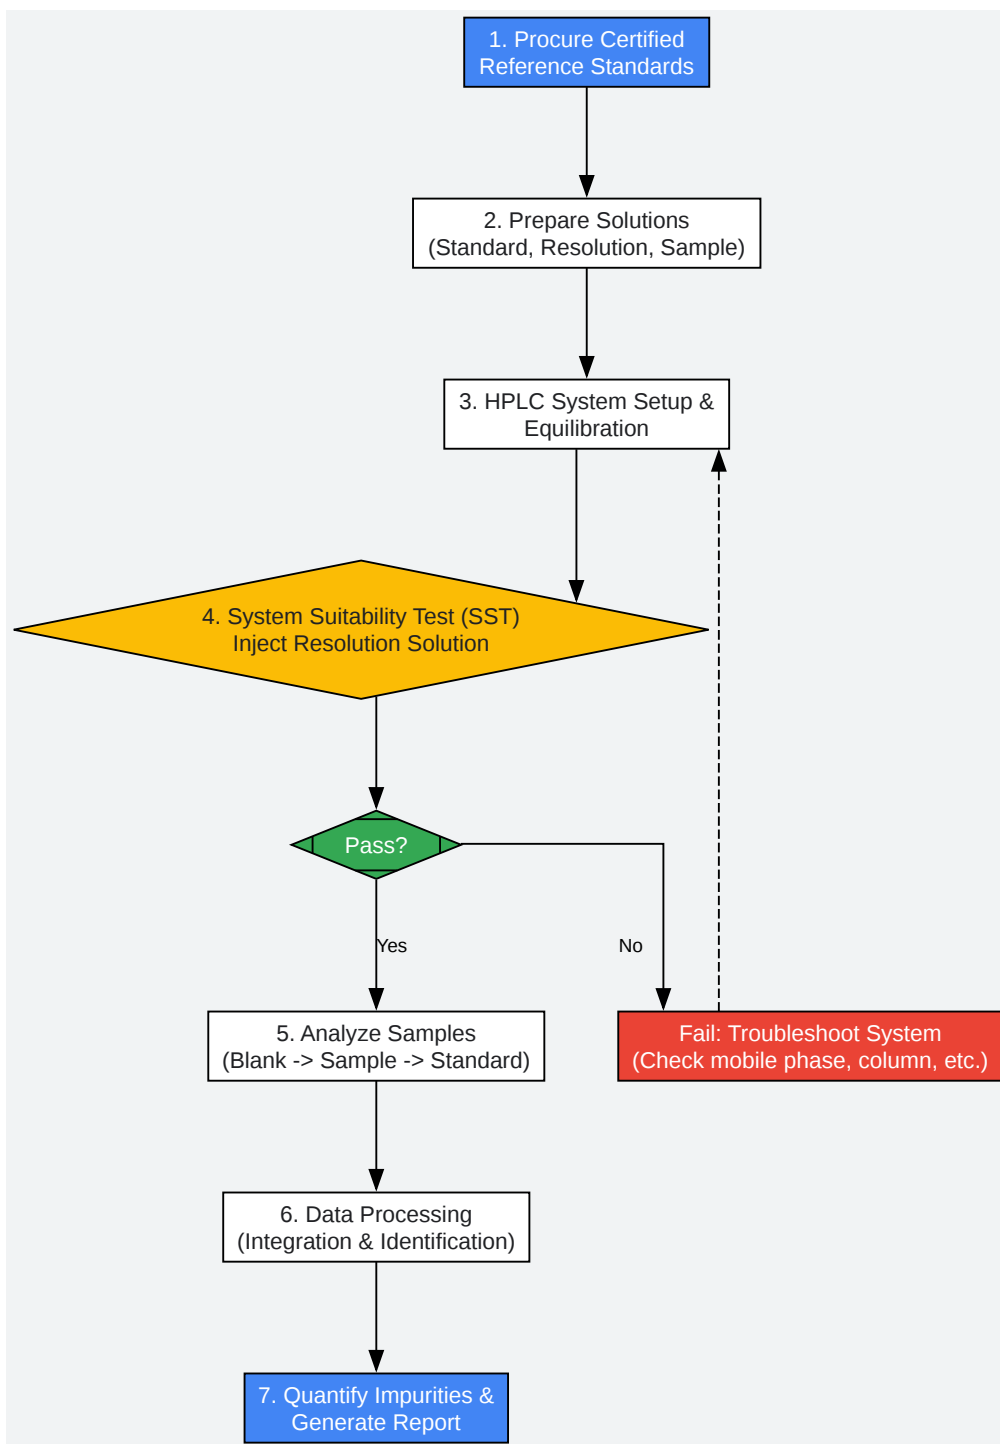 1. Procure Certified
Reference Standards
2. Prepare Solutions
(Standard, Resolution, Sample)
3. HPLC System Setup &
Equilibration
4. System Suitability Test (SST)
Inject Resolution Solution
Pass?
Yes
No
5. Analyze Samples
(Blank -> Sample -> Standard)
Fail: Troubleshoot System
(Check mobile phase, column, etc.)
6. Data Processing
(Integration & Identification)
7. Quantify Impurities &
Generate Report